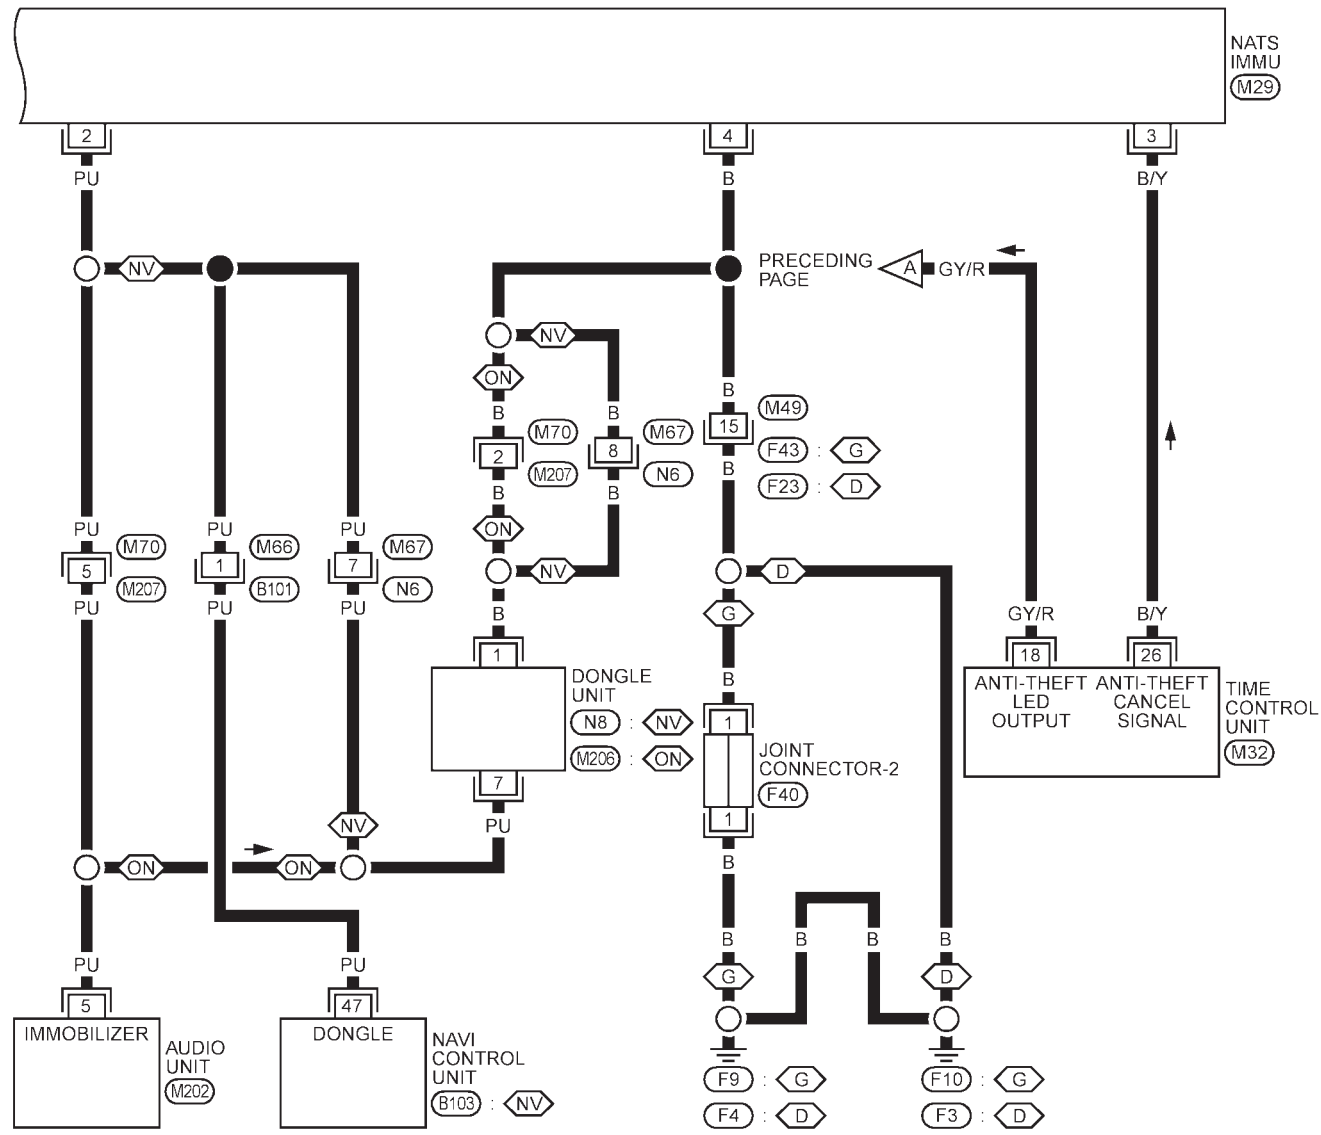 NATS
IMMU
M29
2
4
3
PU
B
B/Y
NV
PRECEDING
PAGE
A
GY/R
NV
ON
B
B
B
M49
M70
M67
15
2
8
F43 : G
M207
N6
B
F23 : D
B
B
ON
NV
D
PU
PU
PU
M70
M66
M67
5
1
7
M207
B101
N6
PU
PU
PU
B
G
GY/R
B/Y
1
18
26
DONGLE
UNIT
N8 : NV
M206 : ON
B
1
ANTI-THEFT
LED
OUTPUT
ANTI-THEFT
CANCEL
SIGNAL
TIME
CONTROL
UNIT
M32
JOINT
CONNECTOR-2
F40
7
1
PU
NV
B
ON
ON
B
B
B
B
PU
PU
G
D
5
47
IMMOBILIZER
AUDIO
UNIT
M202
DONGLE
NAVI
CONTROL
UNIT
B103 : NV
F9 : G
F4 : D
F10 : G
F3 : D